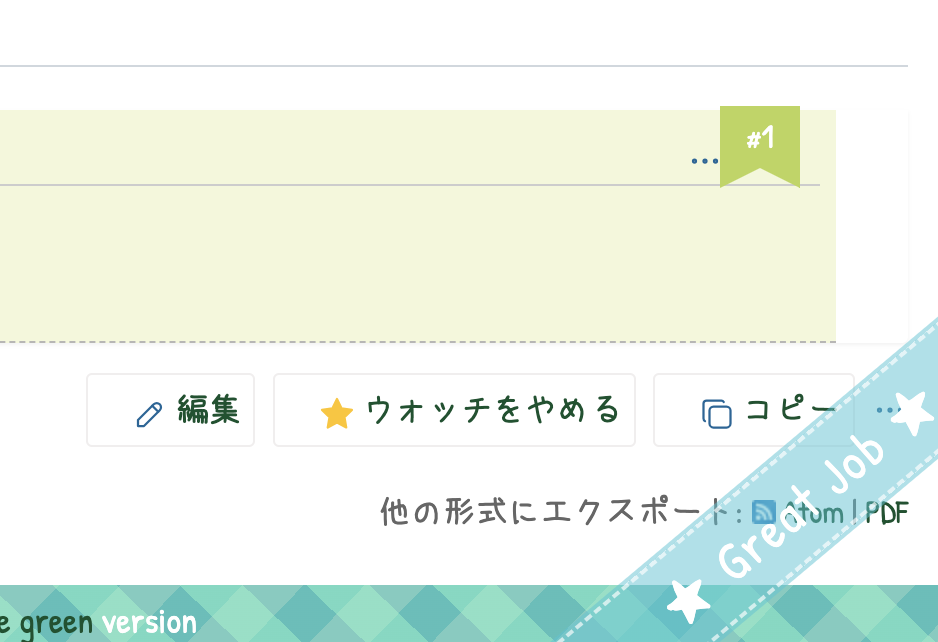 ... #1
編集 ウォッチをやめる コピー ...
他の形式にエクスポート: Atom | PDF
Great Job
e green version